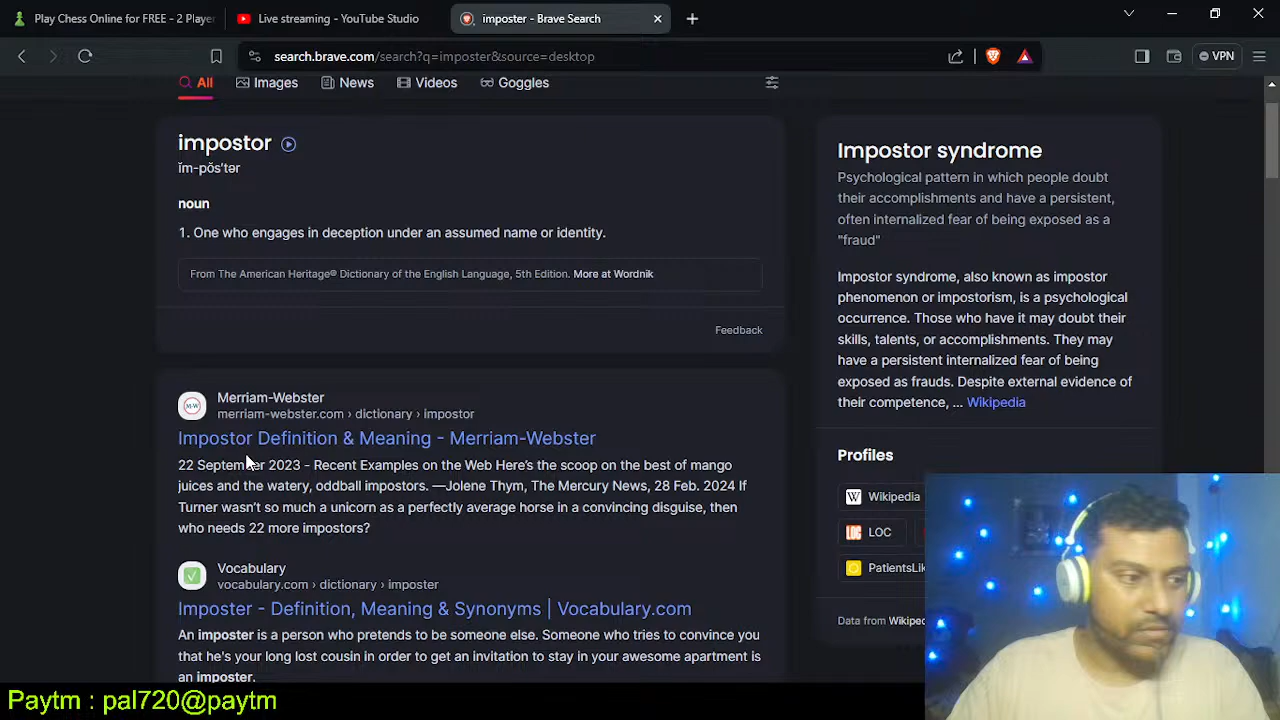 Play Chess Online for FREE - 2 Player
Live streaming - YouTube Studio
imposter - Brave Search
search.brave.com/search?q=imposter&source=desktop
VPN
All
Images
News
Videos
Goggles
impostor
ĭm-pŏs′tər
noun
1. One who engages in deception under an assumed name or identity.
From The American Heritage® Dictionary of the English Language, 5th Edition. More at Wordnik
Feedback
Merriam-Webster
merriam-webster.com › dictionary › impostor
Impostor Definition & Meaning - Merriam-Webster
22 September 2023 - Recent Examples on the Web Here's the scoop on the best of mango
juices and the watery, oddball impostors. —Jolene Thym, The Mercury News, 28 Feb. 2024 If
Turner wasn't so much a unicorn as a perfectly average horse in a convincing disguise, then
who needs 22 more impostors?
Vocabulary
vocabulary.com › dictionary › imposter
Imposter - Definition, Meaning & Synonyms | Vocabulary.com
An imposter is a person who pretends to be someone else. Someone who tries to convince you
that he's your long lost cousin in order to get an invitation to stay in your awesome apartment is
an imposter.
Impostor syndrome
Psychological pattern in which people doubt
their accomplishments and have a persistent,
often internalized fear of being exposed as a
"fraud"
Impostor syndrome, also known as impostor
phenomenon or impostorism, is a psychological
occurrence. Those who have it may doubt their
skills, talents, or accomplishments. They may
have a persistent internalized fear of being
exposed as frauds. Despite external evidence of
their competence, ... Wikipedia
Profiles
W Wikipedia
LOC LOC
PatientsLik
Data from Wikiped
Paytm : pal720@paytm